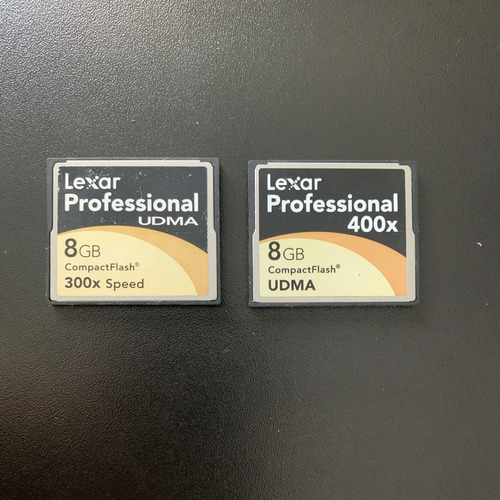 Lexar
Professional
UDMA
8GB
CompactFlash®
300x Speed
Lexar
Professional
400x
8GB
CompactFlash®
UDMA